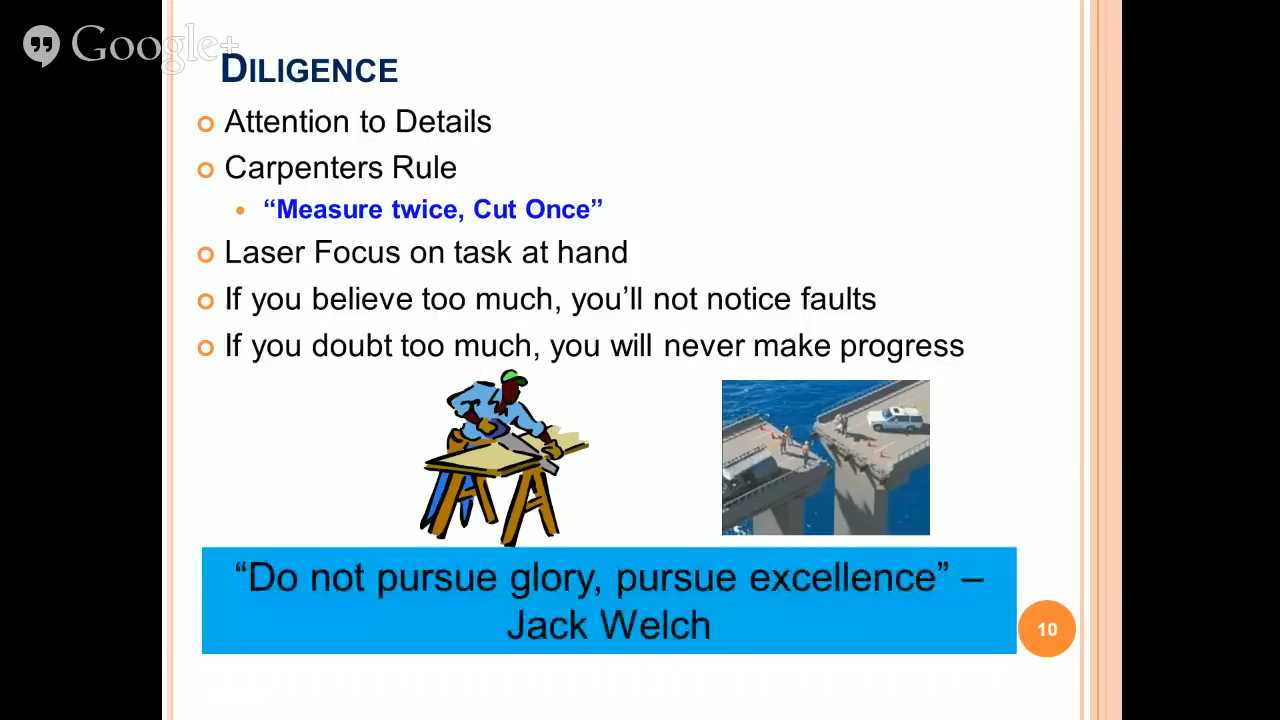 Google+
DILIGENCE
Attention to Details
Carpenters Rule
“Measure twice, Cut Once”
Laser Focus on task at hand
If you believe too much, you’ll not notice faults
If you doubt too much, you will never make progress
“Do not pursue glory, pursue excellence” –
Jack Welch
10